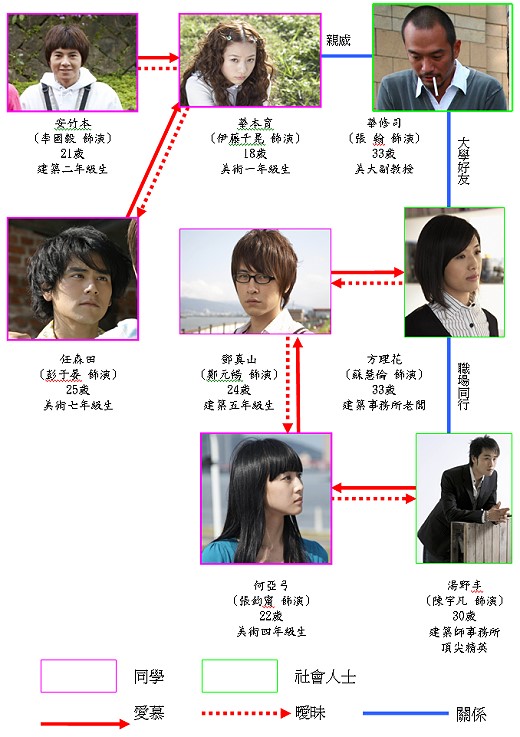 親戚
安竹本
(李國毅 飾演)
21歲
建築二年級生
華本育
(伊藤千晃 飾演)
18歲
美術一年級生
華修司
(張 翰 飾演)
33歲
美大副教授
大學好友
任森田
(彭于晏 飾演)
25歲
美術七年級生
鄧真山
(鄭元暢 飾演)
24歲
建築五年級生
方理花
(蘇慧倫 飾演)
33歲
建築事務所老闆
職場同行
何亞弓
(張鈞甯 飾演)
22歲
美術四年級生
湯野丰
(陳宇凡 飾演)
30歲
建築師事務所
頂尖精英
同學
社會人士
愛慕
曖昧
關係